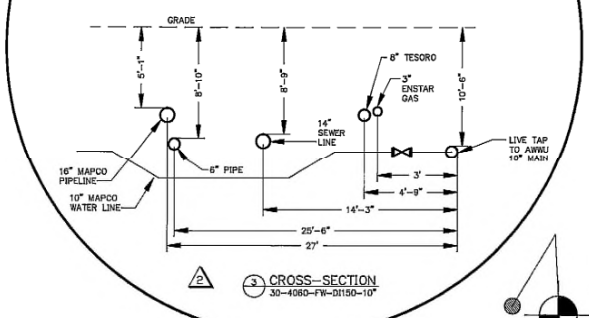 GRADE
5'-1"
8'-10"
8'-9"
10'-6"
8" TESORO
3"
ENSTAR
GAS
14"
SEWER
LINE
LIVE TAP
TO AWWU
10" MAIN
16" MAPCO
PIPELINE
6" PIPE
10" MAPCO
WATER LINE
3'
4'-9"
14'-3"
25'-6"
27'
2
3 CROSS-SECTION
30-4060-FW-DI150-10"